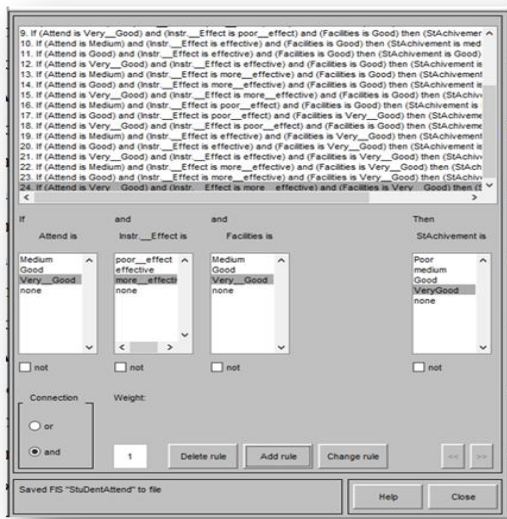 9. If (Attend is Very__Good) and (Instr.__Effect is poor__effect) and (Facilities is Good) then (StAchivemer
10. If (Attend is Medium) and (Instr.__Effect is effective) and (Facilities is Good) then (StAchivement is med
11. If (Attend is Good) and (Instr.__Effect is effective) and (Facilities is Good) then (StAchivement is
12. If (Attend is Very__Good) and (Instr.__Effect is effective) and (Facilities is Good) then (StAchivement
13. If (Attend is Medium) and (Instr.__Effect is more__effective) and (Facilities is Good) then (StAchiveme
14. If (Attend is Good) and (Instr.__Effect is more__effective) and (Facilities is Good) then (StAchivement
15. If (Attend is Very__Good) and (Instr.__Effect is more__effective) and (Facilities is Good) then (StAchi
16. If (Attend is Medium) and (Instr.__Effect is poor__effect) and (Facilities is Good) then (StAchivement is
17. If (Attend is Good) and (Instr.__Effect is poor__effect) and (Facilities is Very__Good) then (StAchiveme
18. If (Attend is Very__Good) and (Instr.__Effect is poor__effect) and (Facilities is Good) then (StAchiveme
19. If (Attend is Medium) and (Instr.__Effect is effective) and (Facilities is Very__Good) then (StAchivement
20. If (Attend is Good) and (Instr.__Effect is effective) and (Facilities is Very__Good) then (StAchivement
21. If (Attend is Very__Good) and (Instr.__Effect is effective) and (Facilities is Very__Good) then (StAchive
22. If (Attend is Medium) and (Instr.__Effect is more__effective) and (Facilities is Very__Good) then (StAch
23. If (Attend is Good) and (Instr.__Effect is more__effective) and (Facilities is Very__Good) then (StAchiv
24. If (Attend is Very__Good) and (Instr.__Effect is more__effective) and (Facilities is Very__Good) then (St
If and and Then
Attend is Instr.__Effect is Facilities is StAchivement is
Medium poor__effect Medium Poor
Good effective Good medium
Very__Good more__effectiv Very__Good Good
none none none VeryGood
none
not not not not
Connection Weight:
or
and 1 Delete rule Add rule Change rule << >>
Saved FIS "StuDentAttend" to file
Help Close